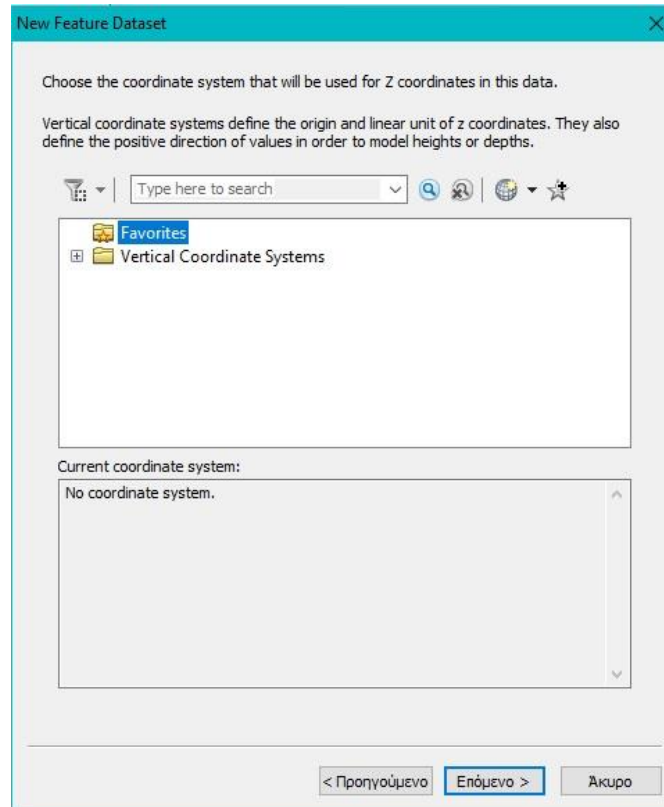 New Feature Dataset
Choose the coordinate system that will be used for Z coordinates in this data.
Vertical coordinate systems define the origin and linear unit of z coordinates. They also
define the positive direction of values in order to model heights or depths.
Type here to search
Favorites
Vertical Coordinate Systems
Current coordinate system:
No coordinate system.
< Προηγούμενο
Επόμενο >
Άκυρο